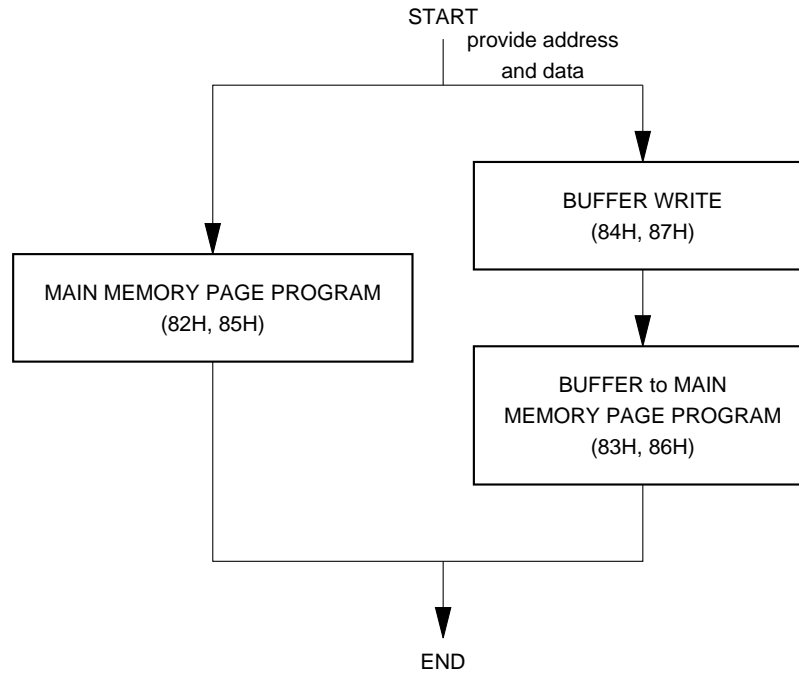 START
provide address
and data
BUFFER WRITE
(84H, 87H)
MAIN MEMORY PAGE PROGRAM
(82H, 85H)
BUFFER to MAIN
MEMORY PAGE PROGRAM
(83H, 86H)
END